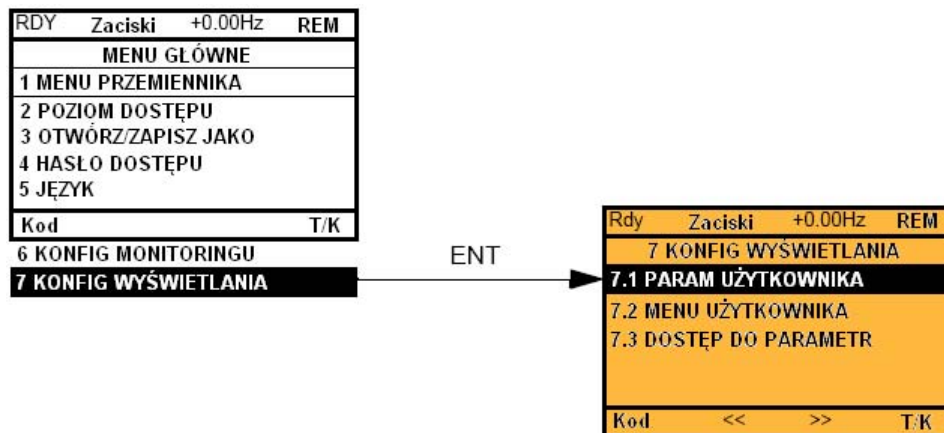 RDY Zaciski +0.00Hz REM
MENU GŁÓWNE
1 MENU PRZEMIENNIKA
2 POZIOM DOSTĘPU
3 OTWÓRZ/ZAPISZ JAKO
4 HASŁO DOSTĘPU
5 JĘZYK
Kod T/K
6 KONFIG MONITORINGU
7 KONFIG WYŚWIETLANIA
ENT
Rdy Zaciski +0.00Hz REM
7 KONFIG WYŚWIETLANIA
7.1 PARAM UŻYTKOWNIKA
7.2 MENU UŻYTKOWNIKA
7.3 DOSTĘP DO PARAMETR
Kod << >> T/K